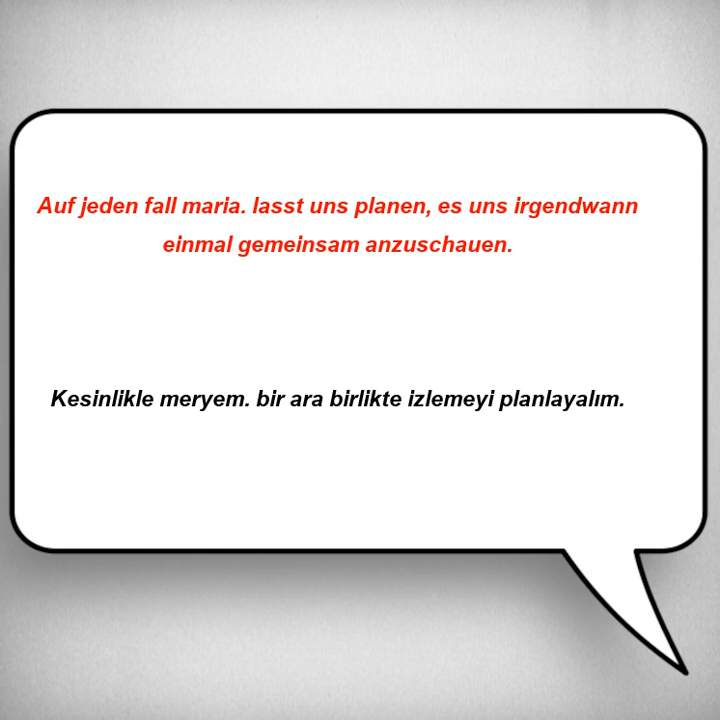 Auf jeden fall maria. lasst uns planen, es uns irgendwann
einmal gemeinsam anzuschauen.
Kesinlikle meryem. bir ara birlikte izlemeyi planlayalım.